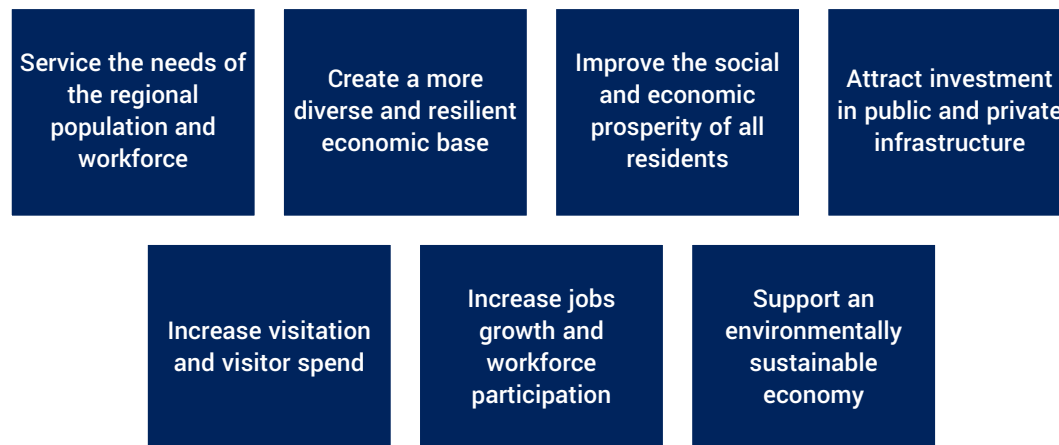 Service the needs of
the regional
population and
workforce
Create a more
diverse and resilient
economic base
Improve the social
and economic
prosperity of all
residents
Attract investment
in public and private
infrastructure
Increase visitation
and visitor spend
Increase jobs
growth and
workforce
participation
Support an
environmentally
sustainable
economy